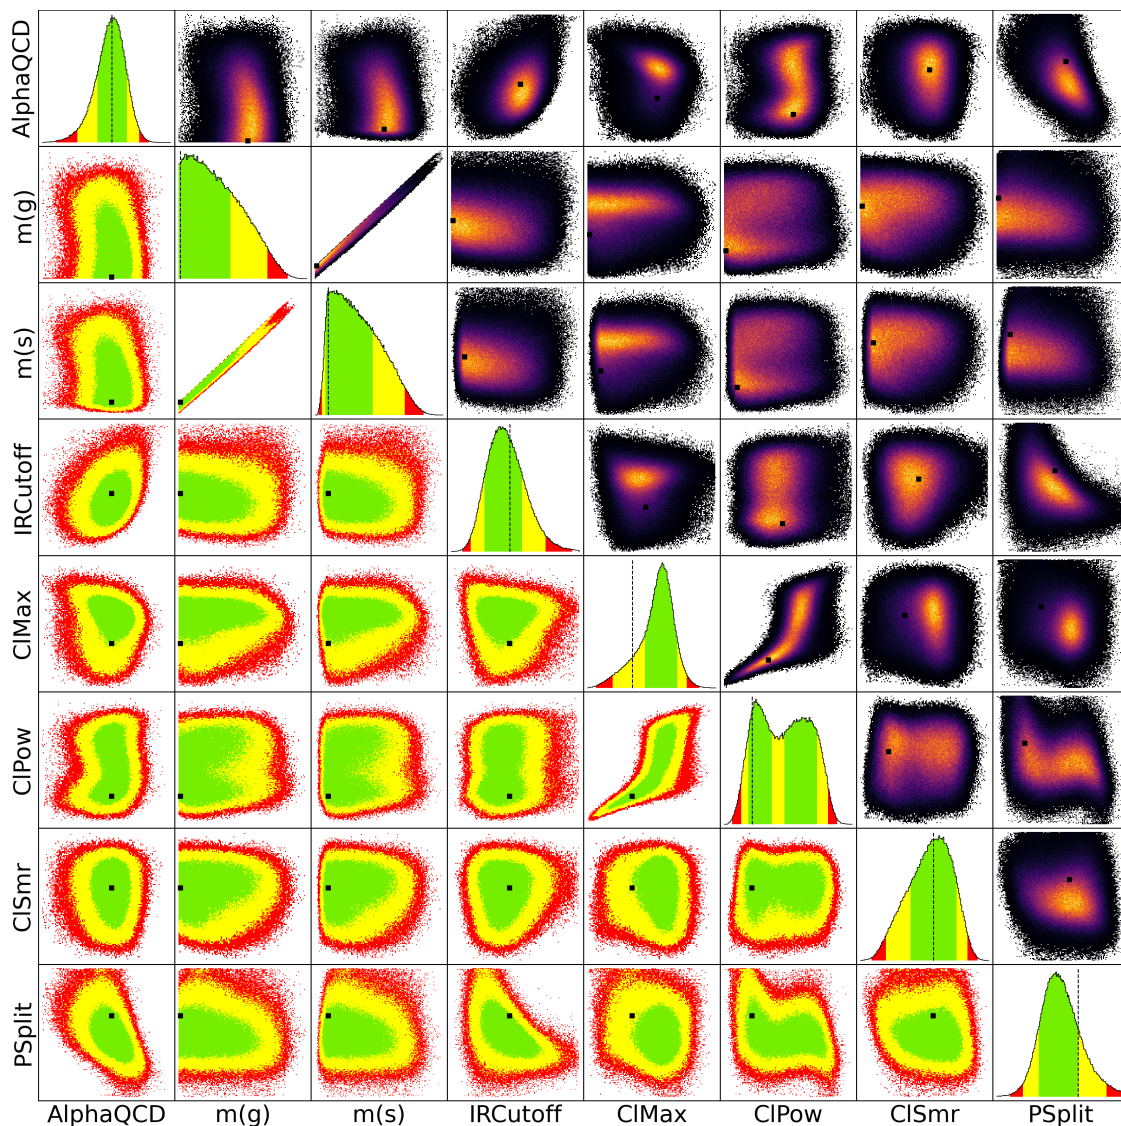 AlphaQCD
m(g)
m(s)
IRCutoff
ClMax
ClPow
ClSmr
PSplit
AlphaQCD m(g) m(s) IRCutoff ClMax ClPow ClSmr PSplit